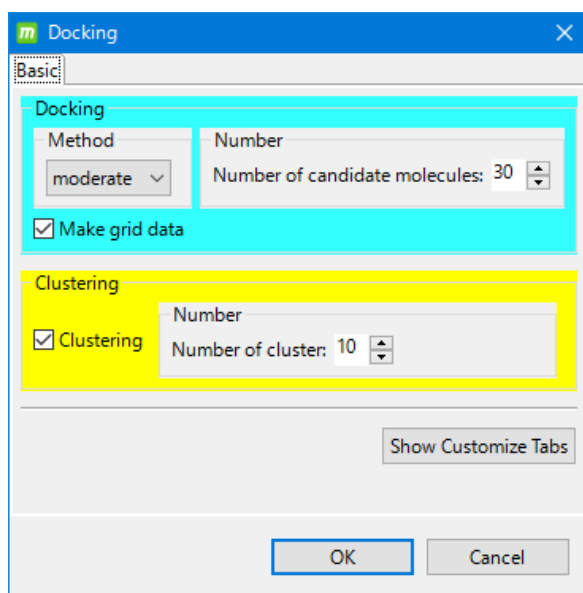 m Docking
Basic
Docking
Method
moderate
Number
Number of candidate molecules: 30
Make grid data
Clustering
Clustering
Number
Number of cluster: 10
Show Customize Tabs
OK
Cancel